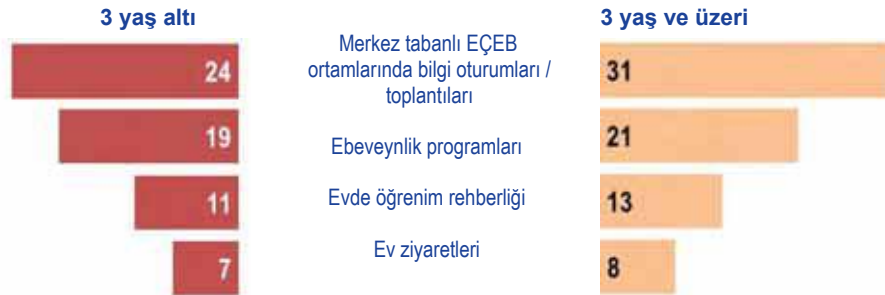 3 yaş altı
3 yaş ve üzeri
24
Merkez tabanlı EÇEB
ortamlarında bilgi oturumları /
toplantıları
31
19
Ebeveynlik programları
21
11
Evde öğrenim rehberliği
13
7
Ev ziyaretleri
8